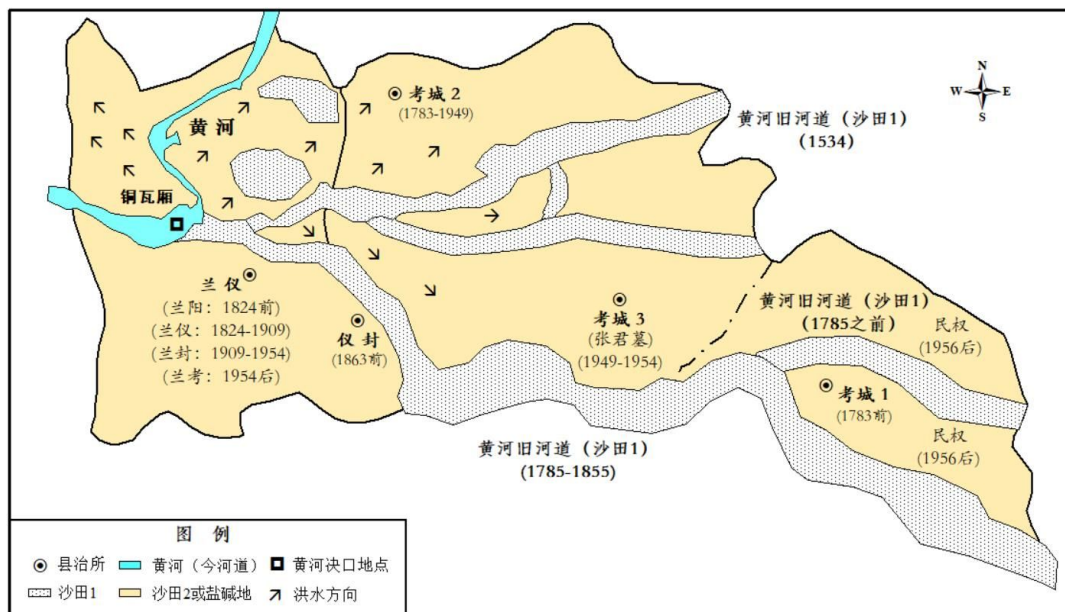 N
W E
S
考城2
(1783-1949)
黄河
黄河旧河道（沙田1）
(1534)
铜瓦厢
兰仪
(兰阳：1824前)
(兰仪：1824-1909)
(兰封：1909-1954)
(兰考：1954后)
仪封
(1863前)
考城3
(张君墓)
(1949-1954)
黄河旧河道（沙田1）
(1785之前)
民权
(1956后)
考城1
(1783前)
民权
(1956后)
黄河旧河道（沙田1）
(1785-1855)
图 例
县治所 黄河（今河道） 黄河决口地点
沙田1 沙田2或盐碱地 洪水方向